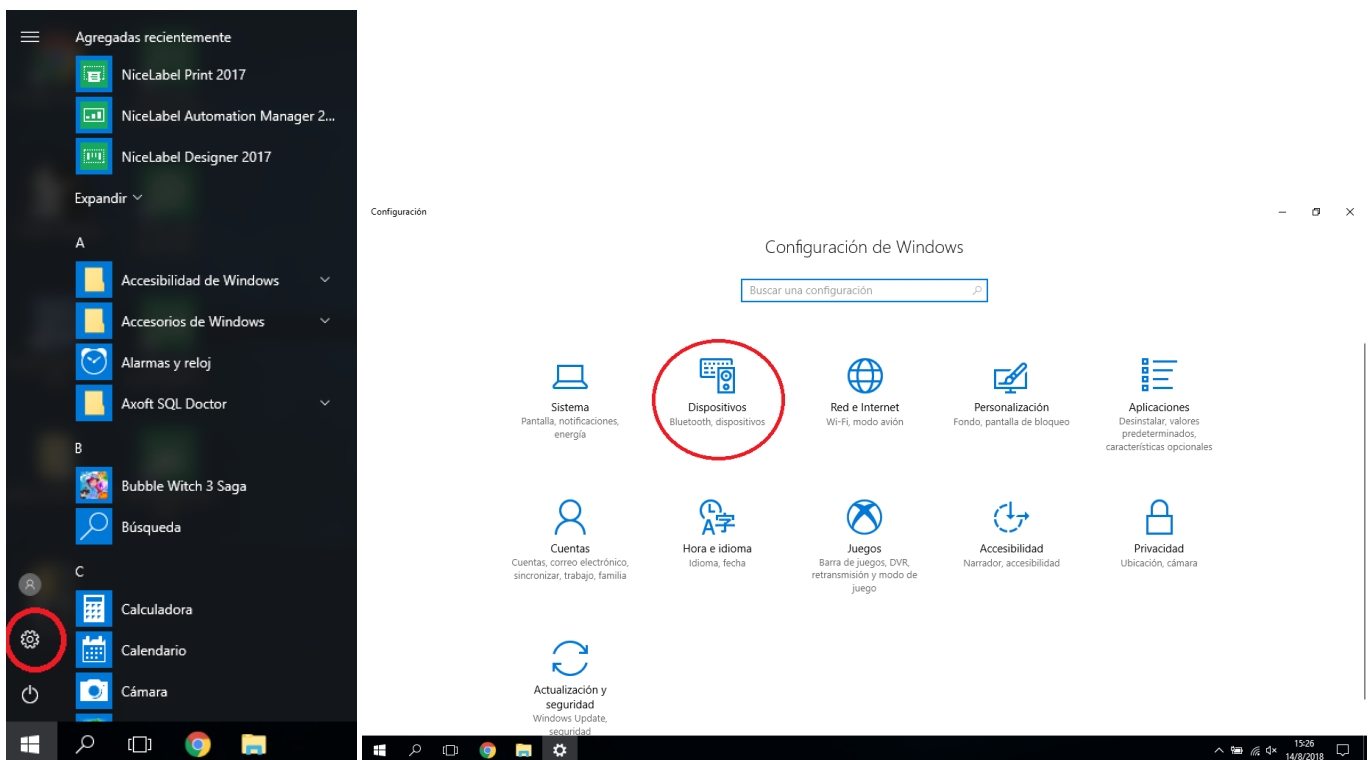 Agregadas recientemente
NiceLabel Print 2017
NiceLabel Automation Manager 2...
NiceLabel Designer 2017
Expandir
A
Accesibilidad de Windows
Accesorios de Windows
Alarmas y reloj
Axoft SQL Doctor
B
Bubble Witch 3 Saga
Búsqueda
C
Calculadora
Calendario
Cámara
Configuración
Configuración de Windows
Buscar una configuración
Sistema
Pantalla, notificaciones,
energía
Dispositivos
Bluetooth, dispositivos
Red e Internet
Wi-Fi, modo avión
Personalización
Fondo, pantalla de bloqueo
Aplicaciones
Desinstalar, valores
predeterminados,
características opcionales
Cuentas
Cuentas, correo electrónico,
sincronizar, trabajo, familia
Hora e idioma
Idioma, fecha
Juegos
Barra de juegos, DVR,
retransmisión y modo de
juego
Accesibilidad
Narrador, accesibilidad
Privacidad
Ubicación, cámara
Actualización y
seguridad
Windows Update,
seguridad
15:26
14/8/2018